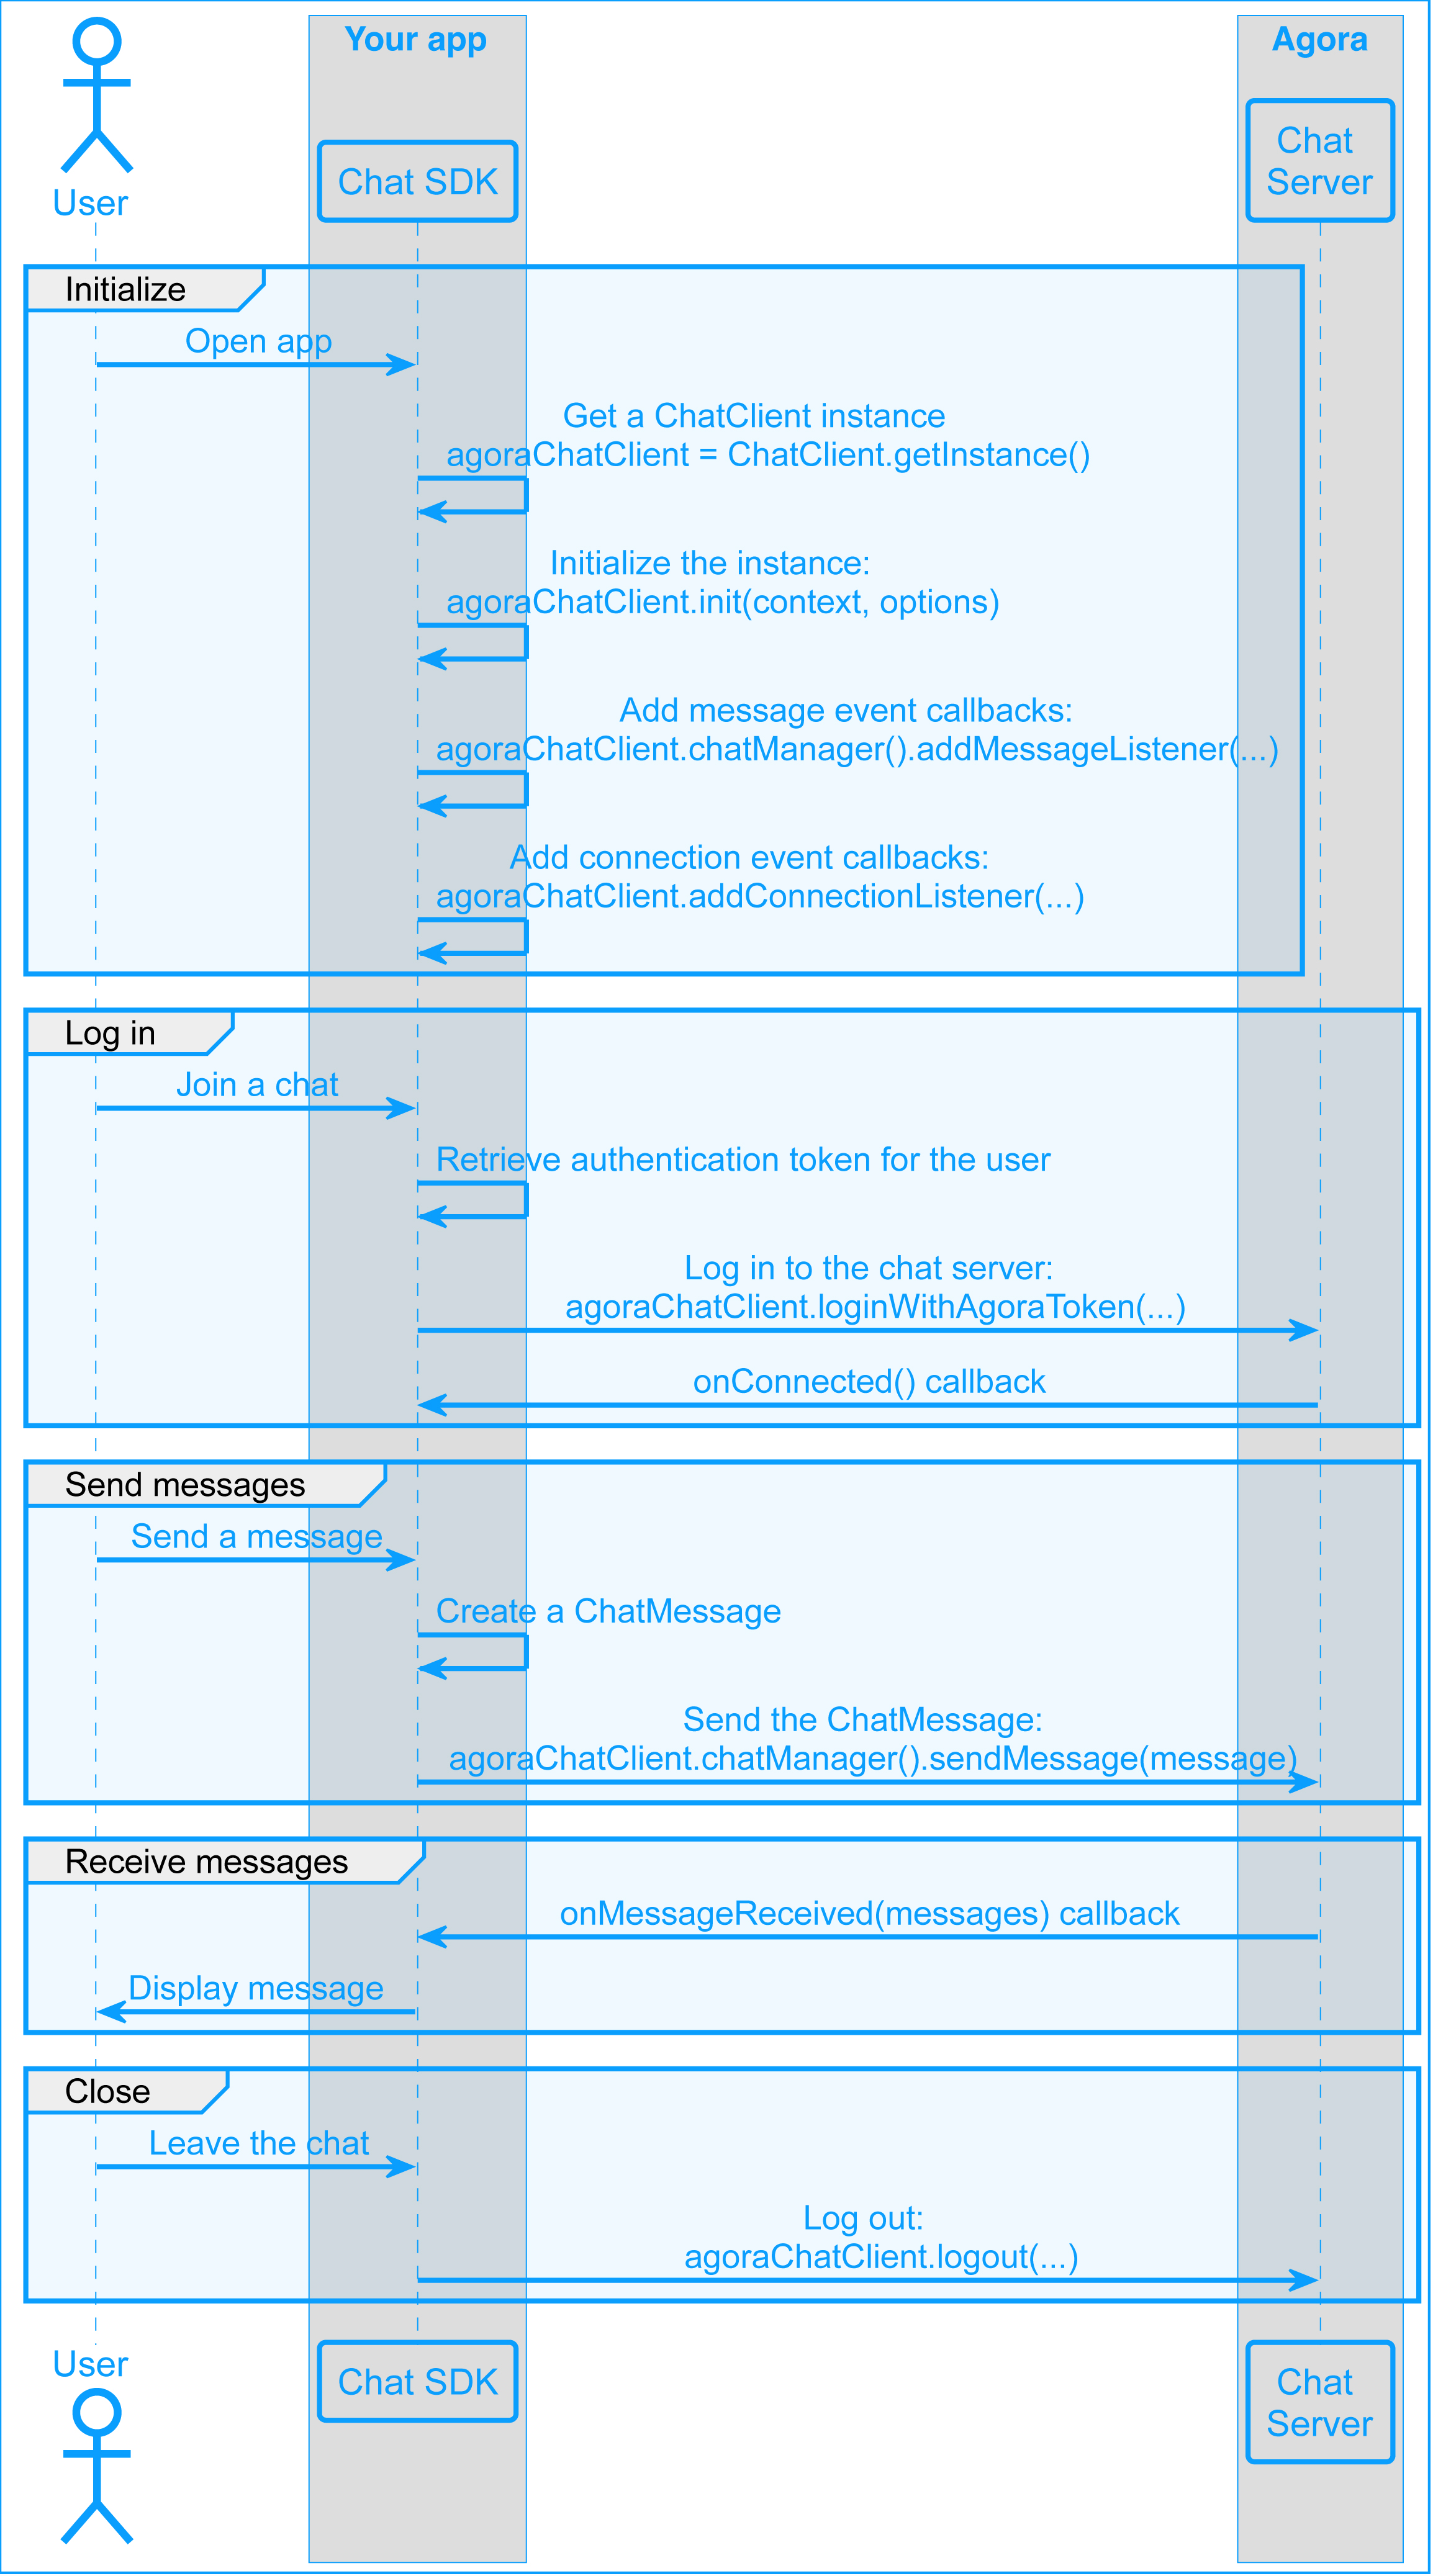 Your app
Agora
User
Chat SDK
Chat
Server
Initialize
Open app
Get a ChatClient instance
agoraChatClient = ChatClient.getInstance()
Initialize the instance:
agoraChatClient.init(context, options)
Add message event callbacks:
agoraChatClient.chatManager().addMessageListener(...)
Add connection event callbacks:
agoraChatClient.addConnectionListener(...)
Log in
Join a chat
Retrieve authentication token for the user
Log in to the chat server:
agoraChatClient.loginWithAgoraToken(...)
onConnected() callback
Send messages
Send a message
Create a ChatMessage
Send the ChatMessage:
agoraChatClient.chatManager().sendMessage(message)
Receive messages
onMessageReceived(messages) callback
Display message
Close
Leave the chat
Log out:
agoraChatClient.logout(...)
User
Chat SDK
Chat
Server